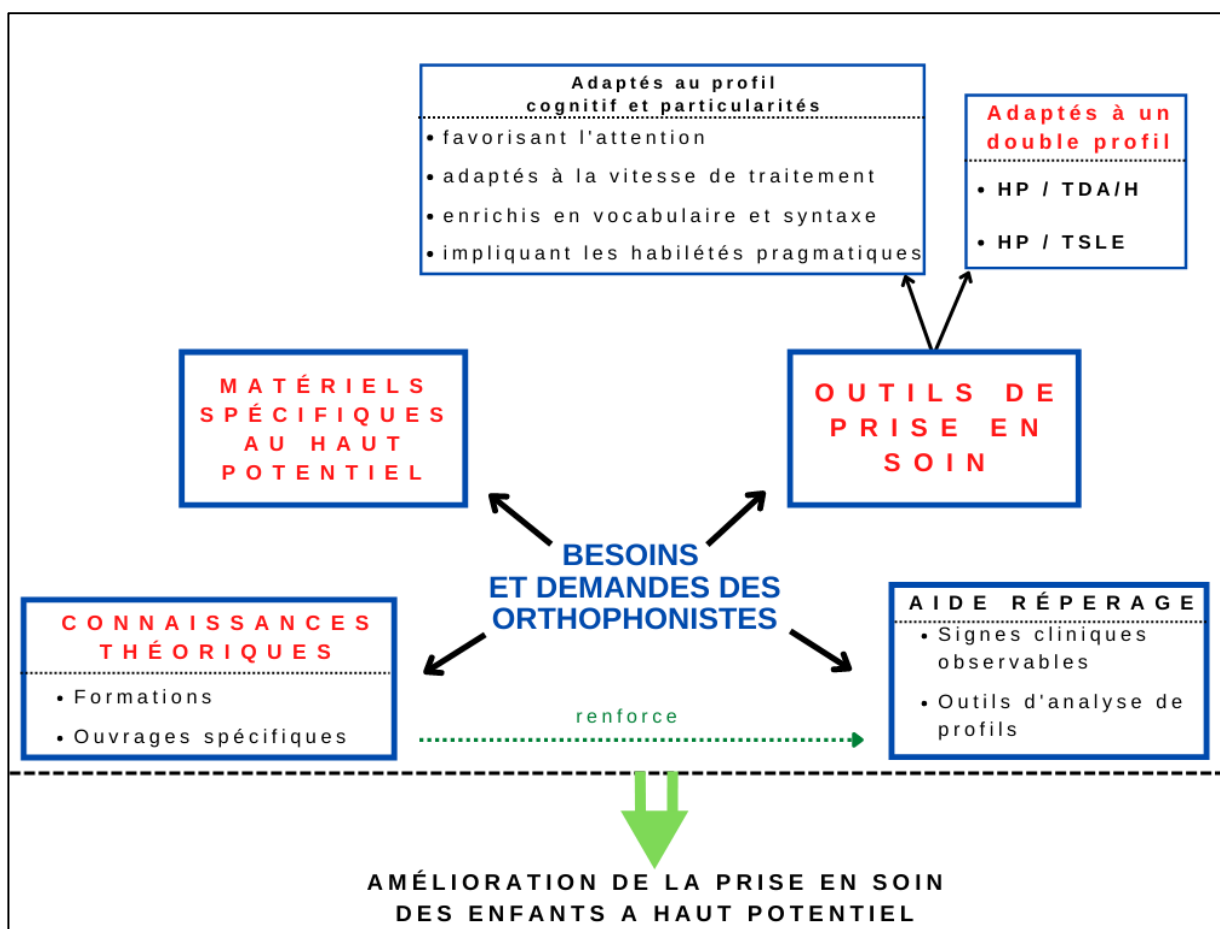 Adaptés au profil
cognitif et particularités
• favorisant l'attention
• adaptés à la vitesse de traitement
• enrichis en vocabulaire et syntaxe
• impliquant les habilétés pragmatiques
Adaptés à un
double profil
• HP / TDA/H
• HP / TSLE
MATÉRIELS
SPÉCIFIQUES
AU HAUT
POTENTIEL
OUTILS DE
PRISE EN
SOIN
BESOINS
ET DEMANDES DES
ORTHOPHONISTES
CONNAISSANCES
THÉORIQUES
• Formations
• Ouvrages spécifiques
renforce
AIDE RÉPERAGE
• Signes cliniques
observables
• Outils d'analyse de
profils
AMÉLIORATION DE LA PRISE EN SOIN
DES ENFANTS A HAUT POTENTIEL